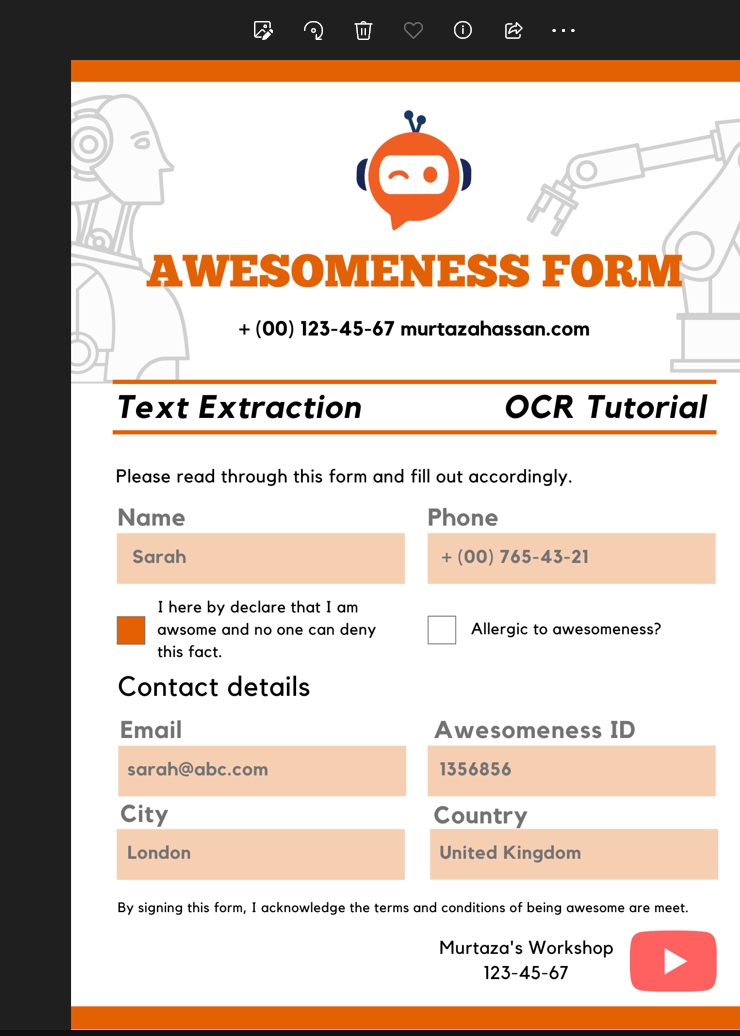 AWESOMENESS FORM
+ (00) 123-45-67 murtazahassan.com
Text Extraction OCR Tutorial
Please read through this form and fill out accordingly.
Name Phone
Sarah + (00) 765-43-21
I here by declare that I am
awsome and no one can deny
this fact.
Allergic to awesomeness?
Contact details
Email Awesomeness ID
sarah@abc.com 1356856
City Country
London United Kingdom
By signing this form, I acknowledge the terms and conditions of being awesome are meet.
Murtaza's Workshop
123-45-67